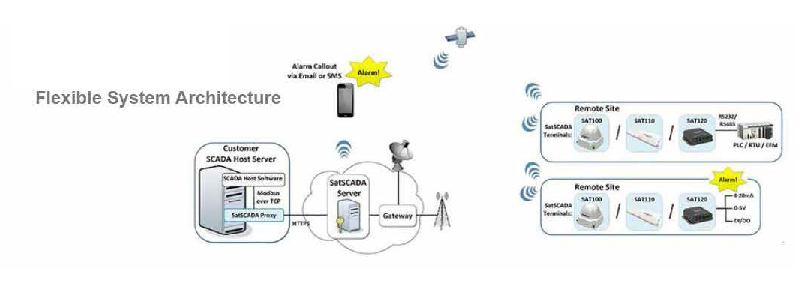 Flexible System Architecture
Alarm Callout
via Email or SMS
Alarm!
Customer
SCADA Host Server
SCADA Host Software
Modbus
over TCP
SatSCADA Proxy
HTTPS
SatSCADA
Server
Gateway
Remote Site
SatSCADA
Terminals:
SAT100
/
SAT110
/
SAT120
RS232/
RS485
PLC / RTU / EFM
Remote Site
SatSCADA
Terminals:
SAT100
/
SAT110
/
SAT120
Alarm!
4-20mA
0-5V
DI/DO